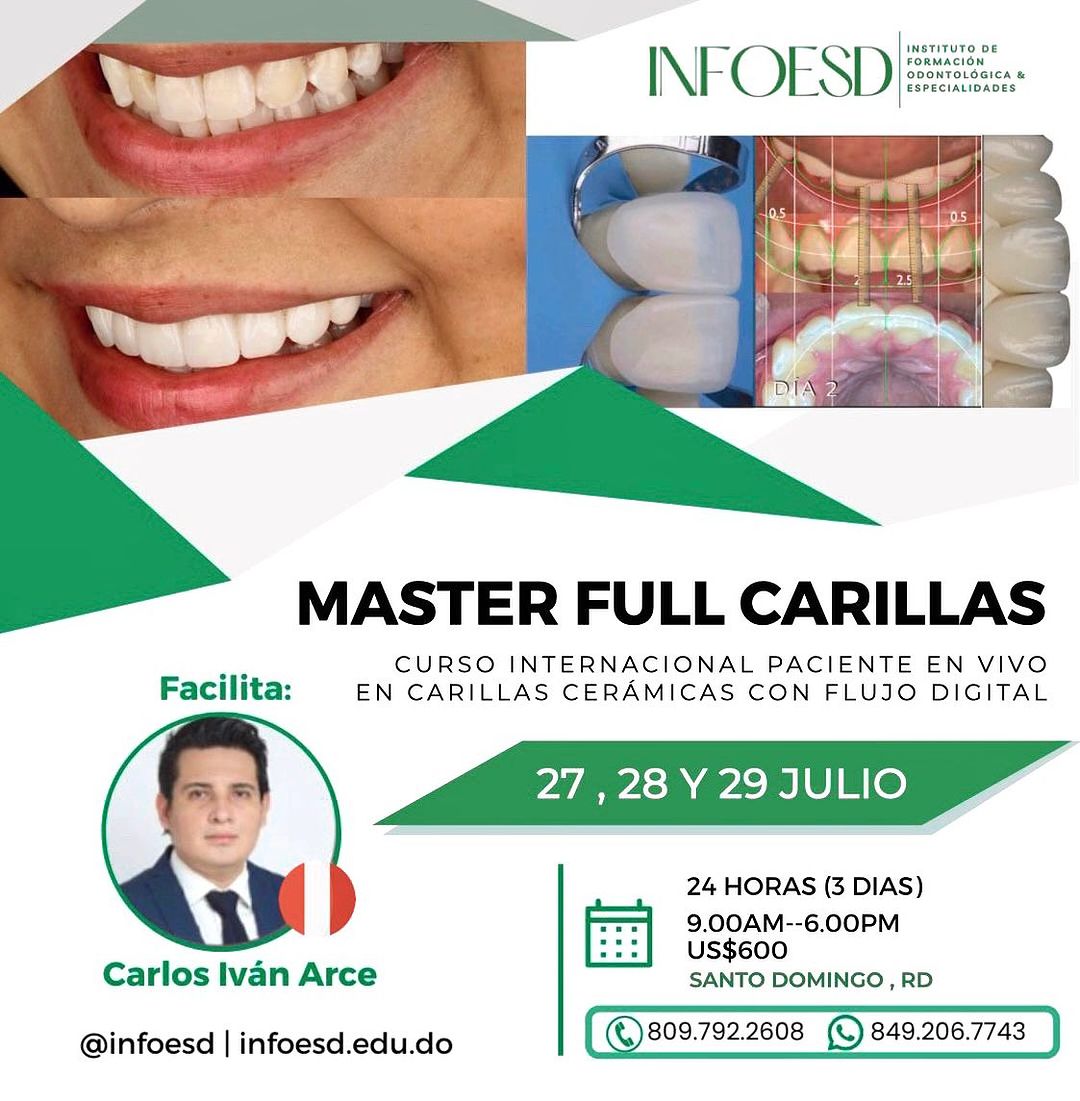 INFOESD
INSTITUTO DE
FORMACIÓN
ODONTOLÓGICA &
ESPECIALIDADES
0.5
0.5
2
2.5
DÍA 2
MASTER FULL CARILLAS
CURSO INTERNACIONAL PACIENTE EN VIVO
EN CARILLAS CERÁMICAS CON FLUJO DIGITAL
Facilita:
27 , 28 Y 29 JULIO
Carlos Iván Arce
@infoesd | infoesd.edu.do
24 HORAS (3 DIAS)
9.00AM--6.00PM
US$600
SANTO DOMINGO , RD
809.792.2608
849.206.7743